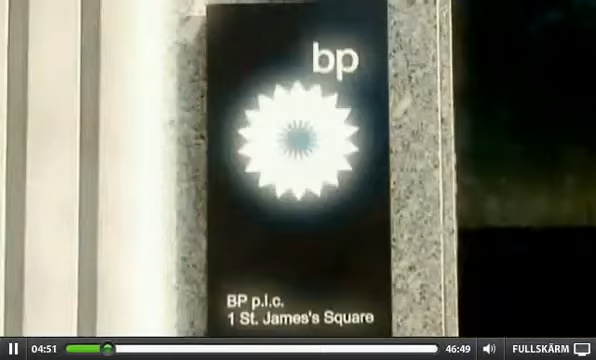 bp
BP p.l.c.
1 St. James's Square
04:51 46:49 FULLSKÄRM